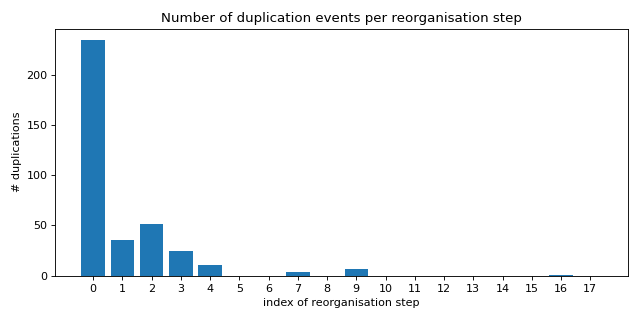 Number of duplication events per reorganisation step
# duplications
200
150
100
50
0
0 1 2 3 4 5 6 7 8 9 10 11 12 13 14 15 16 17
index of reorganisation step